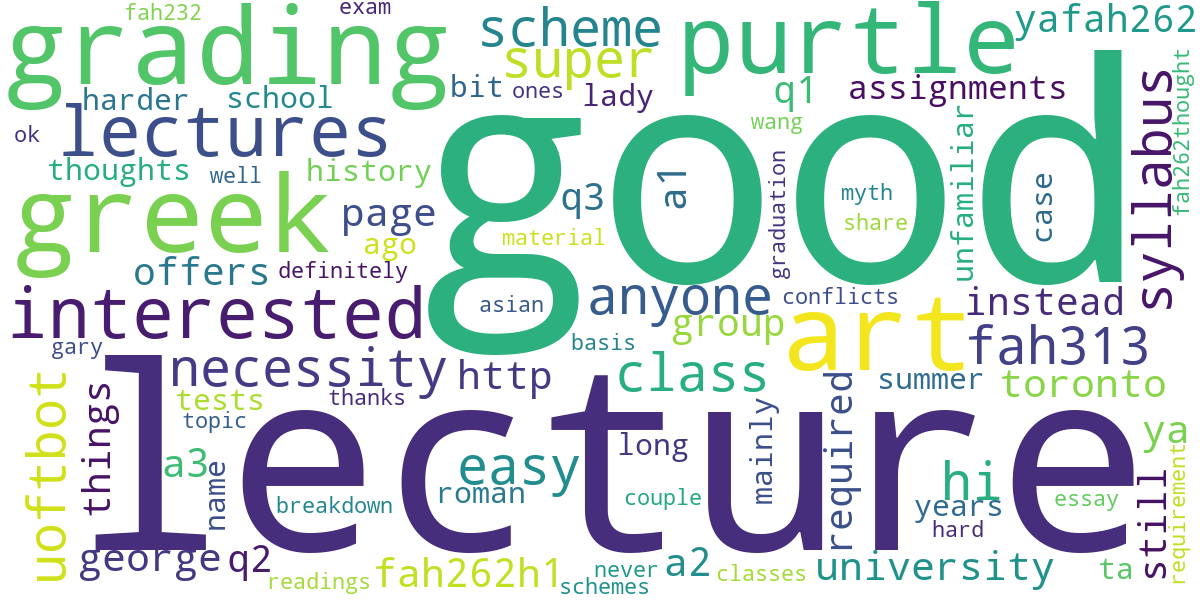 fah232
exam
grading
scheme
purtle
yafah262
super
harder
school
bit
ones
lady
q1
assignments
ok
lectures
wang
unfamiliar
syllabus
fah262thought
thoughts
well
history
good
q3
a1
graduation
myth
share
case
greek
page
ago
material
offers
definitely
interested
asian
anyone
conflicts
instead
gary
basis
group
art
fah313
necessity
http
class
summer
toronto
uoftbot
things
tests
thanks
topic
lecture
long
mainly
required
ya
a3
name
easy
hi
breakdown
roman
couple
years
essay
hard
still
requirement
george
q2
readings
fah262h1
schemes
never
a2
classes
university
ta